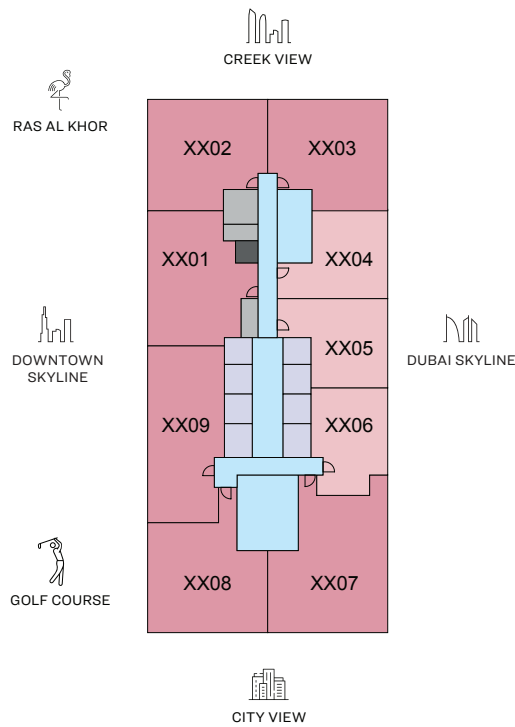 CREEK VIEW
RAS AL KHOR
XX02
XX03
XX01
XX04
DOWNTOWN
SKYLINE
XX05
DUBAI SKYLINE
XX09
XX06
GOLF COURSE
XX08
XX07
CITY VIEW